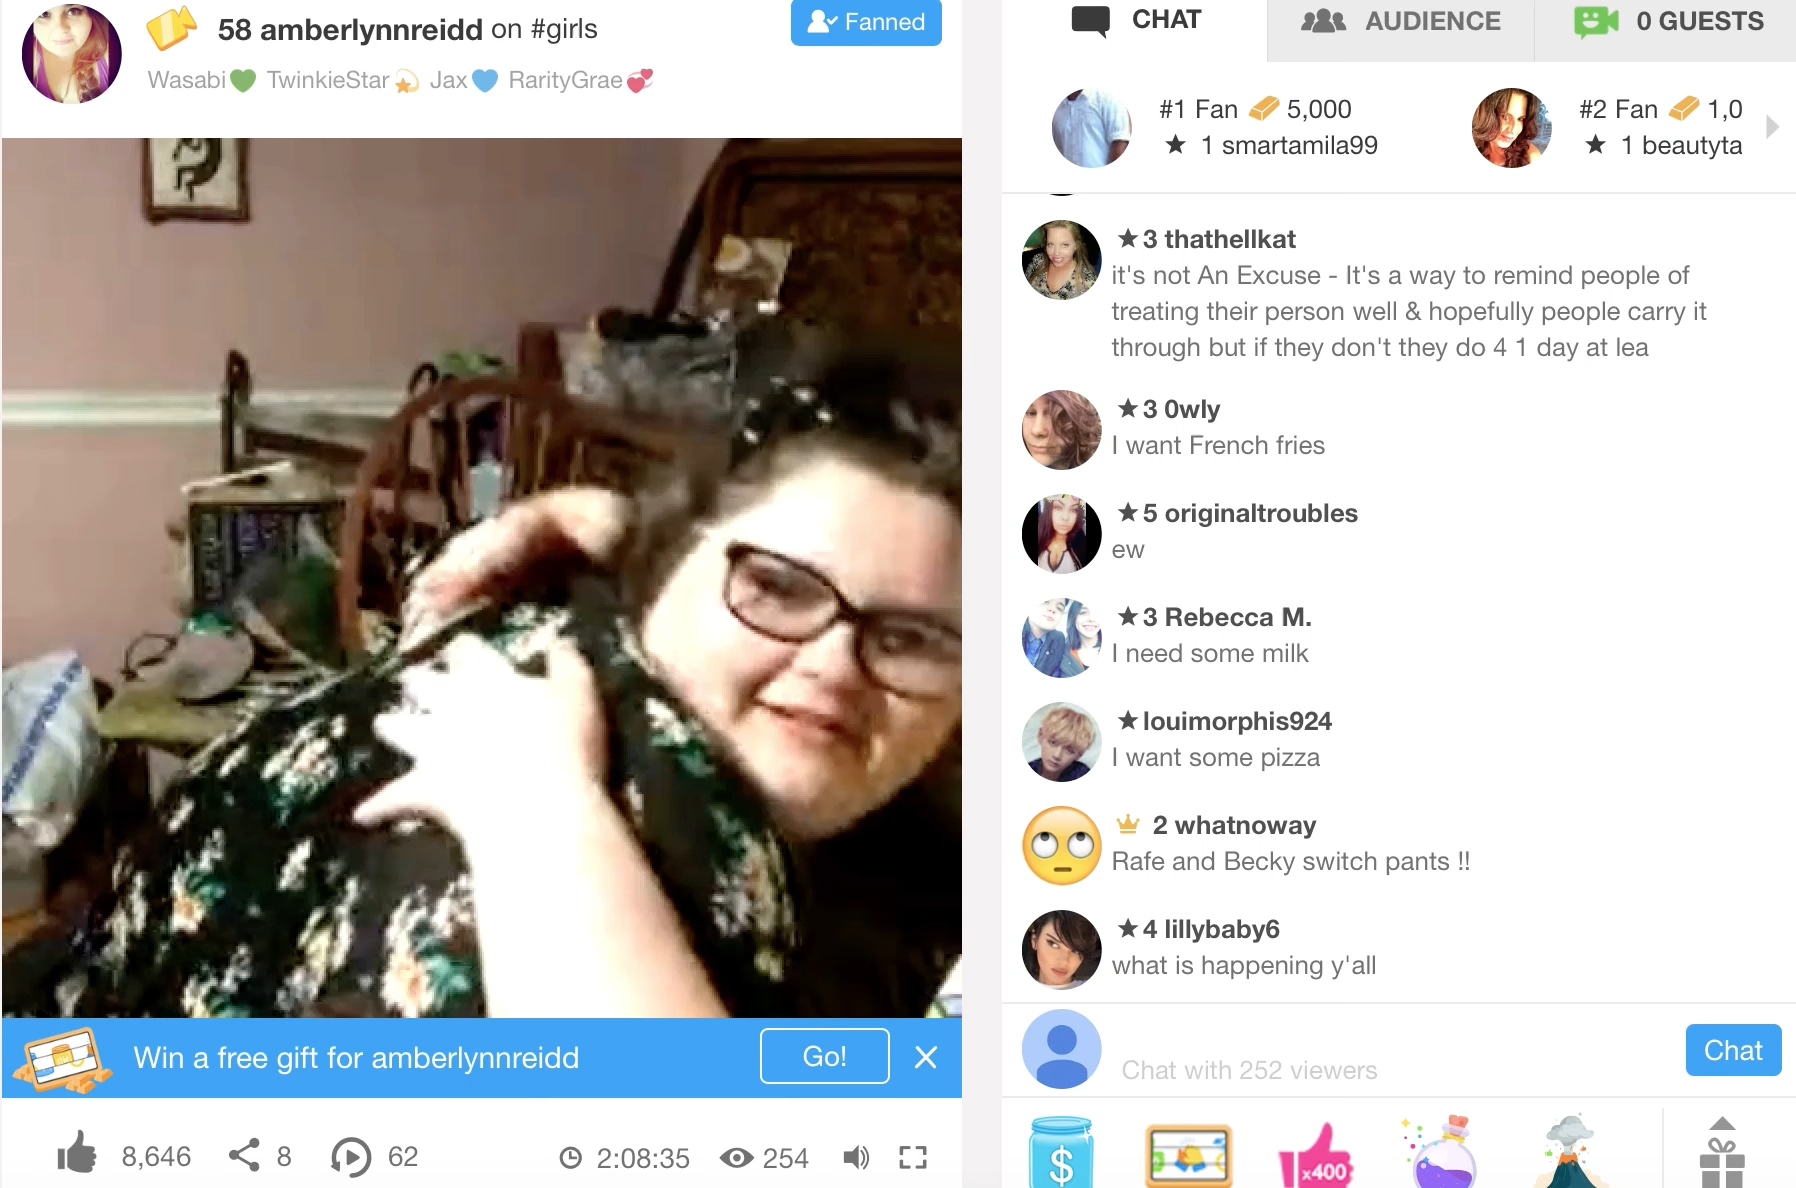 58 amberlynnreidd on #girls
Wasabi💚 TwinkieStar💫 Jax💙 RarityGrae💞
Fanned
CHAT
AUDIENCE
0 GUESTS
#1 Fan 5,000
★ 1 smartamila99
#2 Fan 1,0
★ 1 beautyta
★3 thathellkat
it's not An Excuse - It's a way to remind people of
treating their person well & hopefully people carry it
through but if they don't they do 4 1 day at lea
★3 0wly
I want French fries
★5 originaltroubles
ew
★3 Rebecca M.
I need some milk
★louimorphis924
I want some pizza
2 whatnoway
Rafe and Becky switch pants !!
★4 lillybaby6
what is happening y'all
Win a free gift for amberlynnreidd
Go!
Chat with 252 viewers
Chat
8,646
8
62
2:08:35
254
$
x400